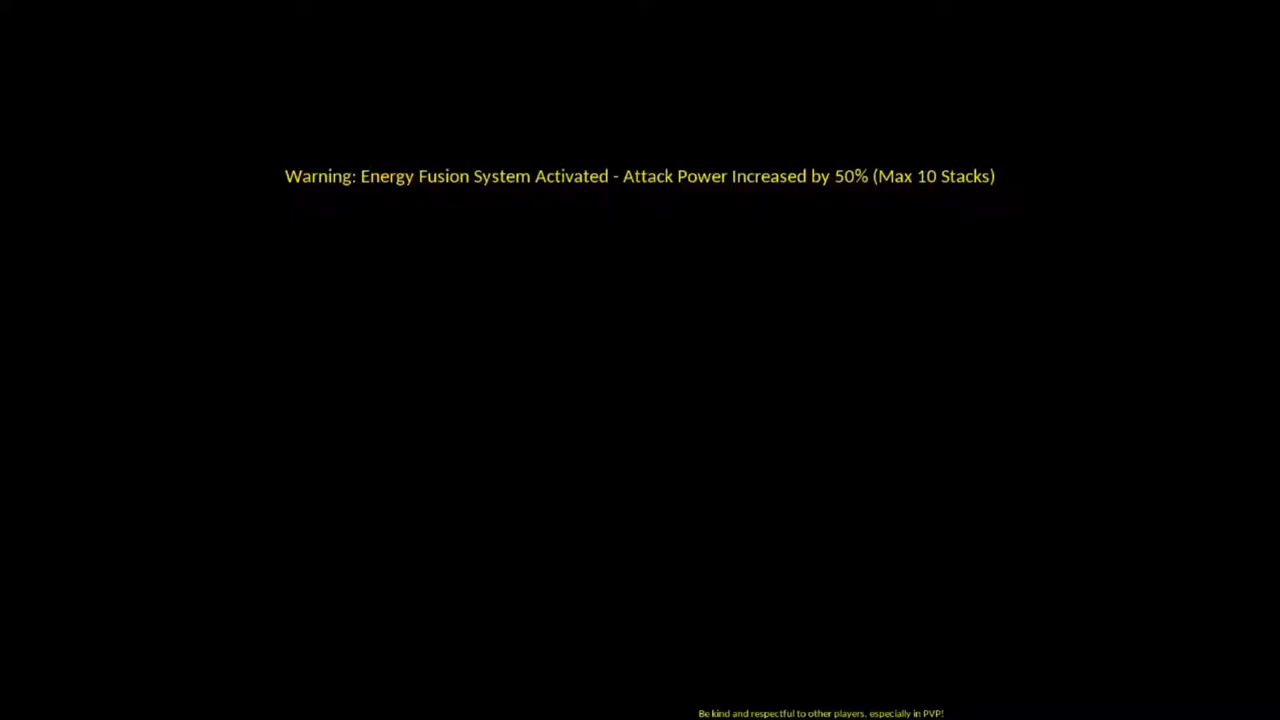 Warning: Energy Fusion System Activated - Attack Power Increased by 50% (Max 10 Stacks)
Be kind and respectful to other players, especially in PVP!